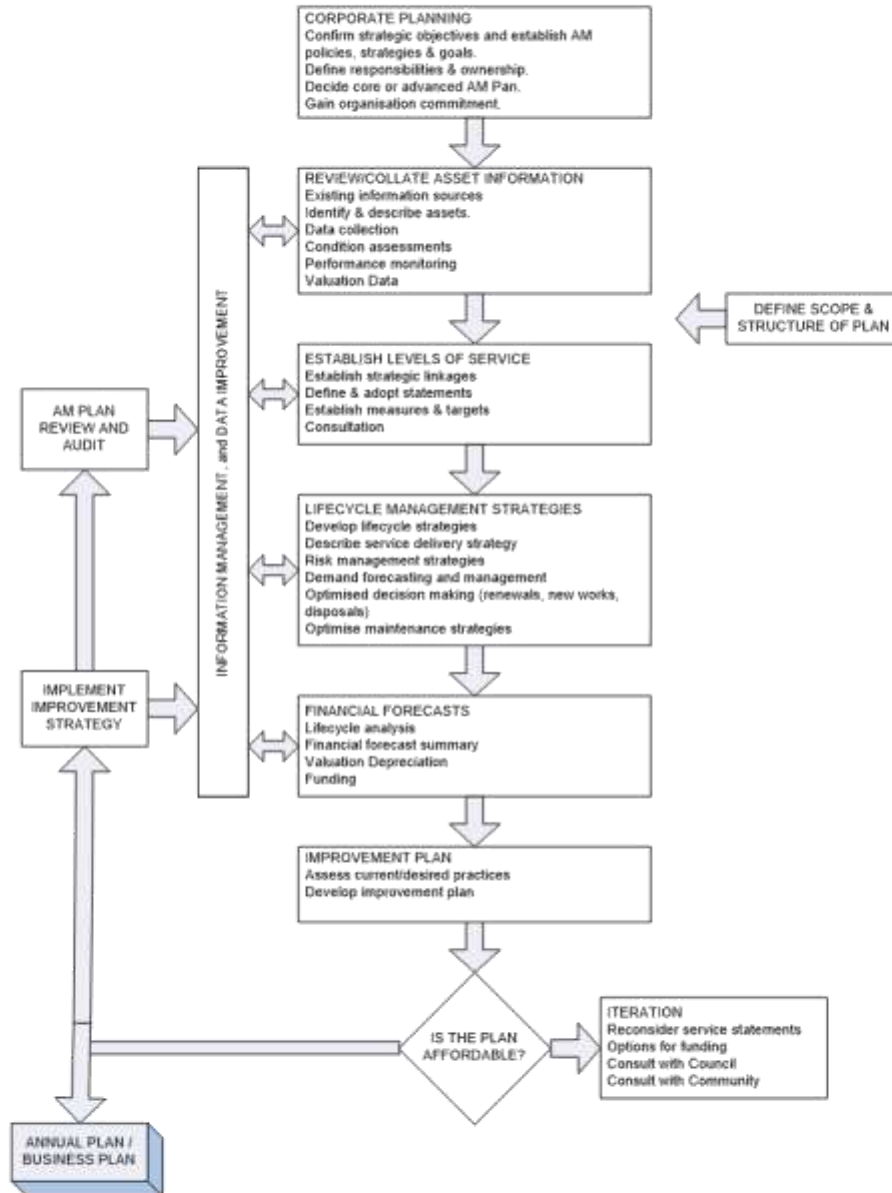 CORPORATE PLANNING
Confirm strategic objectives and establish AM
policies, strategies & goals.
Define responsibilities & ownership.
Decide core or advanced AM Pan.
Gain organisation commitment.
REVIEW/COLLATE ASSET INFORMATION
Existing information sources
Identify & describe assets.
Data collection
Condition assessments
Performance monitoring
Valuation Data
DEFINE SCOPE &
STRUCTURE OF PLAN
INFORMATION MANAGEMENT, and DATA IMPROVEMENT
ESTABLISH LEVELS OF SERVICE
Establish strategic linkages
Define & adopt statements
Establish measures & targets
Consultation
AM PLAN
REVIEW AND
AUDIT
LIFECYCLE MANAGEMENT STRATEGIES
Develop lifecycle strategies
Describe service delivery strategy
Risk management strategies
Demand forecasting and management
Optimised decision making (renewals, new works,
disposals)
Optimise maintenance strategies
IMPLEMENT
IMPROVEMENT
STRATEGY
FINANCIAL FORECASTS
Lifecycle analysis
Financial forecast summary
Valuation Depreciation
Funding
IMPROVEMENT PLAN
Assess current/desired practices
Develop improvement plan
IS THE PLAN
AFFORDABLE?
ITERATION
Reconsider service statements
Options for funding
Consult with Council
Consult with Community
ANNUAL PLAN /
BUSINESS PLAN